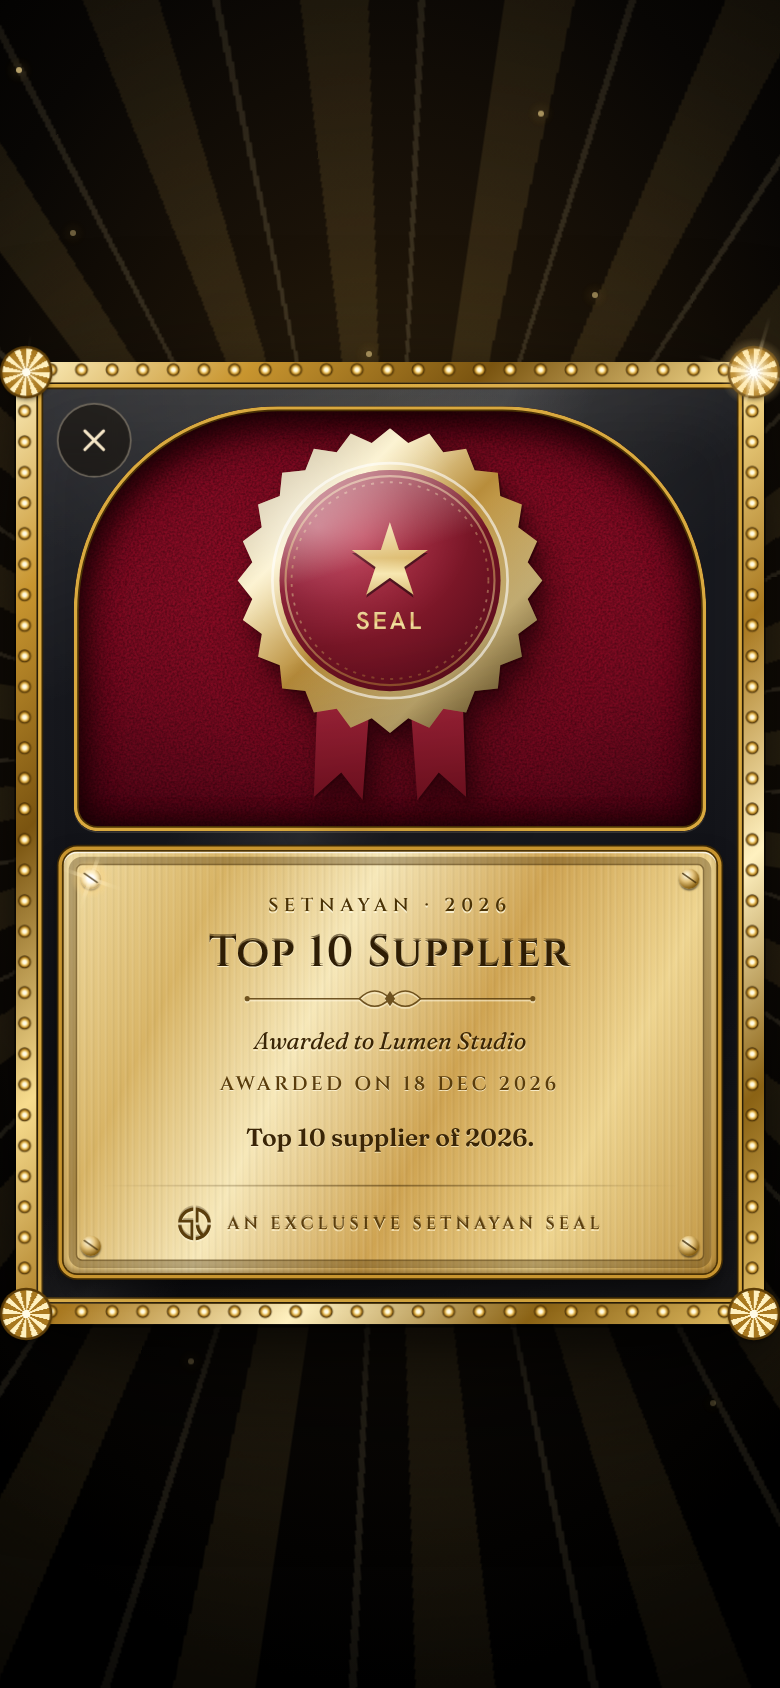 SEAL
SETNAYAN · 2026
TOP 10 SUPPLIER
Awarded to Lumen Studio
AWARDED ON 18 DEC 2026
Top 10 supplier of 2026.
AN EXCLUSIVE SETNAYAN SEAL